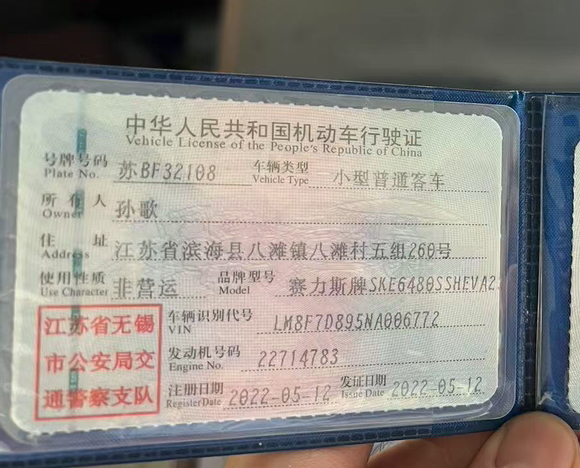 中华人民共和国机动车行驶证
Vehicle License of the People's Republic of China
号牌号码 苏BF32108 车辆类型 小型普通客车
Plate No. Vehicle Type
所有人 孙歌
Owner
住址 江苏省滨海县八滩镇八滩村五组260号
Address
使用性质 非营运 品牌型号 赛力斯牌SKE6480SSHEVA2
Use Character Model
江苏省无锡
市公安局交
通警察支队
车辆识别代号 LM8F7D895NA006772
VIN
发动机号码 22714783
Engine No.
注册日期 2022-05-12 发证日期 2022-05-12
Register Date Issue Date